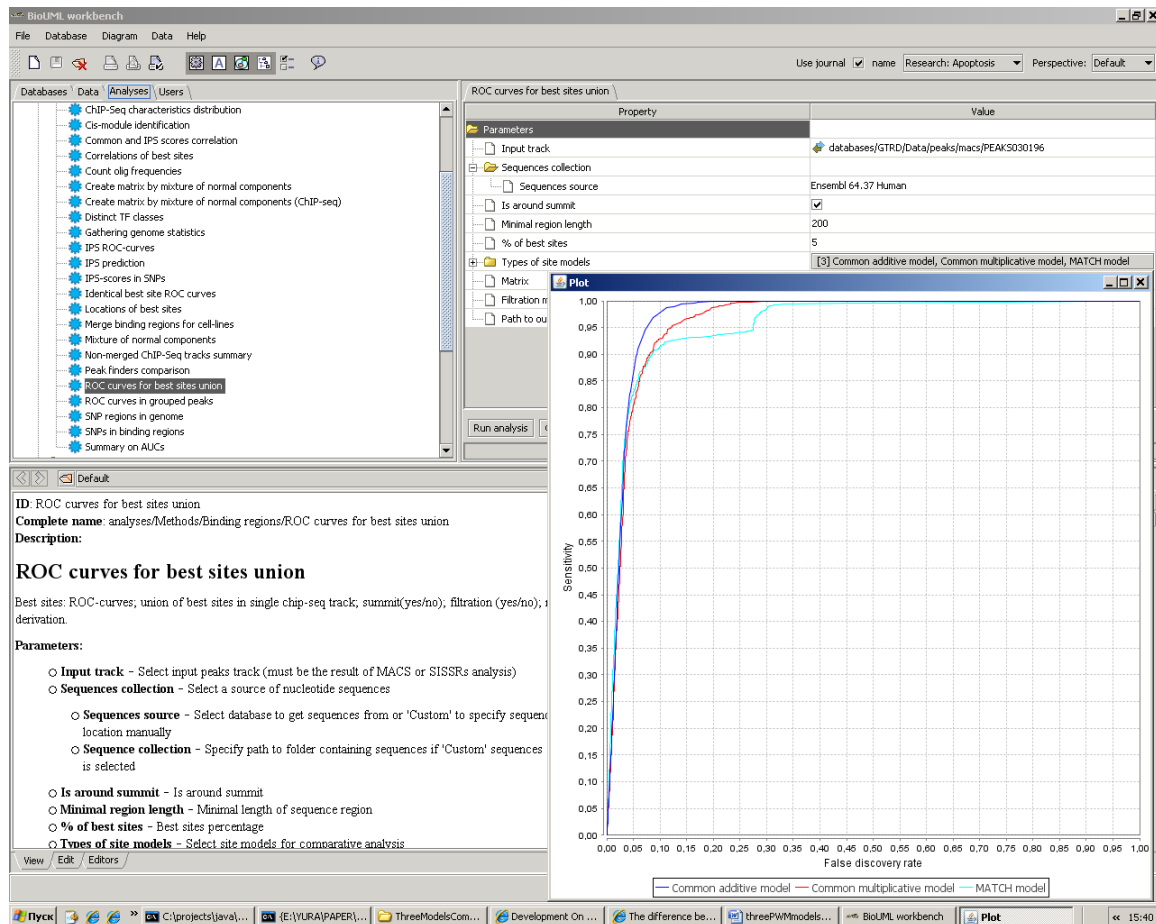 BioUML workbench
File Database Diagram Data Help
Use journal name Research: Apoptosis Perspective: Default
Databases Data Analyses Users
ChIP-Seq characteristics distribution
Cis-module identification
Common and IPS scores correlation
Correlations of best sites
Count olig frequencies
Create matrix by mixture of normal components
Create matrix by mixture of normal components (ChIP-seq)
Distinct TF classes
Gathering genome statistics
IPS ROC-curves
IPS prediction
IPS-scores in SNPs
Identical best site ROC curves
Locations of best sites
Merge binding regions for cell-lines
Mixture of normal components
Non-merged ChIP-Seq tracks summary
Peak finders comparison
ROC curves for best sites union
ROC curves in grouped peaks
SNP regions in genome
SNPs in binding regions
Summary on AUCs
ROC curves for best sites union
Property Value
Parameters
Input track databases/GTRD/Data/peaks/macs/PEAKS030196
Sequences collection
Sequences source Ensembl 64.37 Human
Is around summit
Minimal region length 200
% of best sites 5
Types of site models [3] Common additive model, Common multiplicative model, MATCH model
Matrix
Filtration m
Path to ou
Run analysis
Default
ID: ROC curves for best sites union
Complete name: analyses/Methods/Binding regions/ROC curves for best sites union
Description:
ROC curves for best sites union
Best sites: ROC-curves; union of best sites in single chip-seq track; summit(yes/no); filtration (yes/no);
derivation.
Parameters:
Input track - Select input peaks track (must be the result of MACS or SISSRs analysis)
Sequences collection - Select a source of nucleotide sequences
Sequences source - Select database to get sequences from or 'Custom' to specify sequenc
location manually
Sequence collection - Specify path to folder containing sequences if 'Custom' sequences
is selected
Is around summit - Is around summit
Minimal region length - Minimal length of sequence region
% of best sites - Best sites percentage
Types of site models - Select site models for comparative analysis
View Edit Editors
Plot
1,00
0,95
0,90
0,85
0,80
0,75
0,70
0,65
0,60
0,55
0,50
0,45
0,40
0,35
0,30
0,25
0,20
0,15
0,10
0,05
0,00
Sensitivity
0,00 0,05 0,10 0,15 0,20 0,25 0,30 0,35 0,40 0,45 0,50 0,55 0,60 0,65 0,70 0,75 0,80 0,85 0,90 0,95 1,00
False discovery rate
Common additive model Common multiplicative model MATCH model
Пуск » C:\projects\java\... {E:\YURA\PAPER\... ThreeModelsCom... Development On ... The difference be... threePWMmodels... BioUML workbench Plot « 15:40